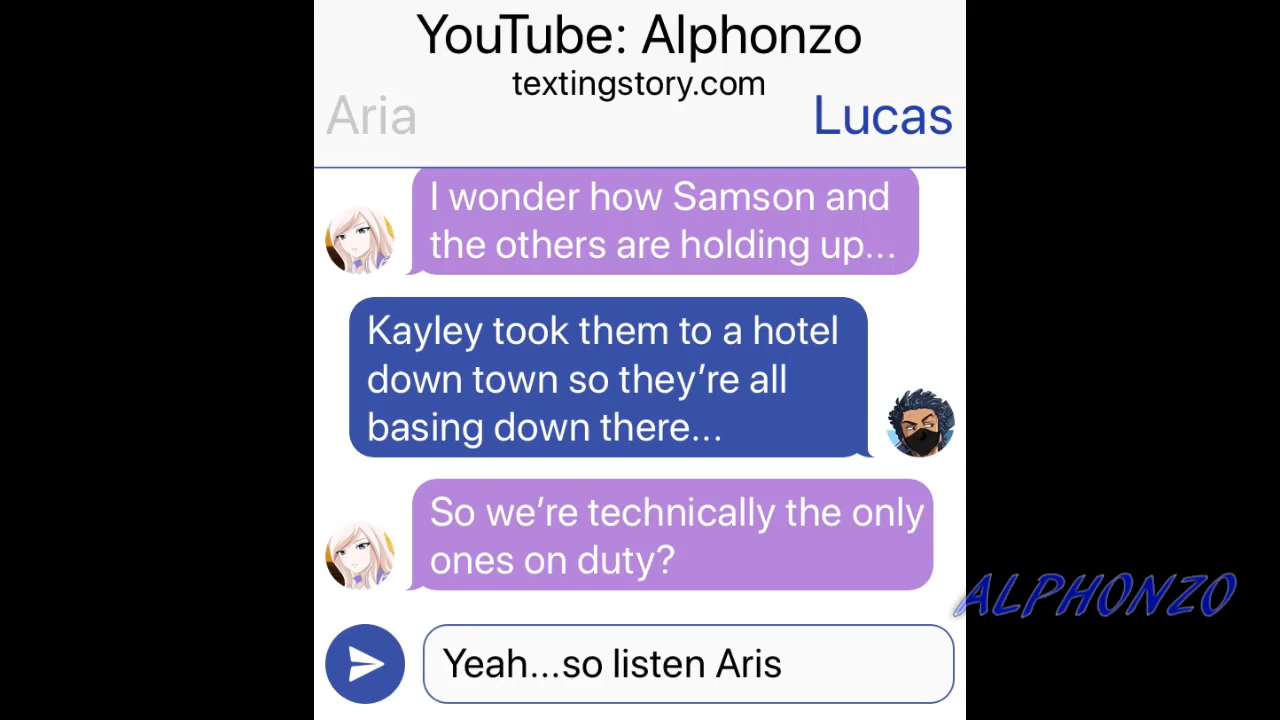 YouTube: Alphonzo
textingstory.com
Aria
Lucas
I wonder how Samson and
the others are holding up...
Kayley took them to a hotel
down town so they’re all
basing down there...
So we’re technically the only
ones on duty?
Yeah...so listen Aris
ALPHONZO